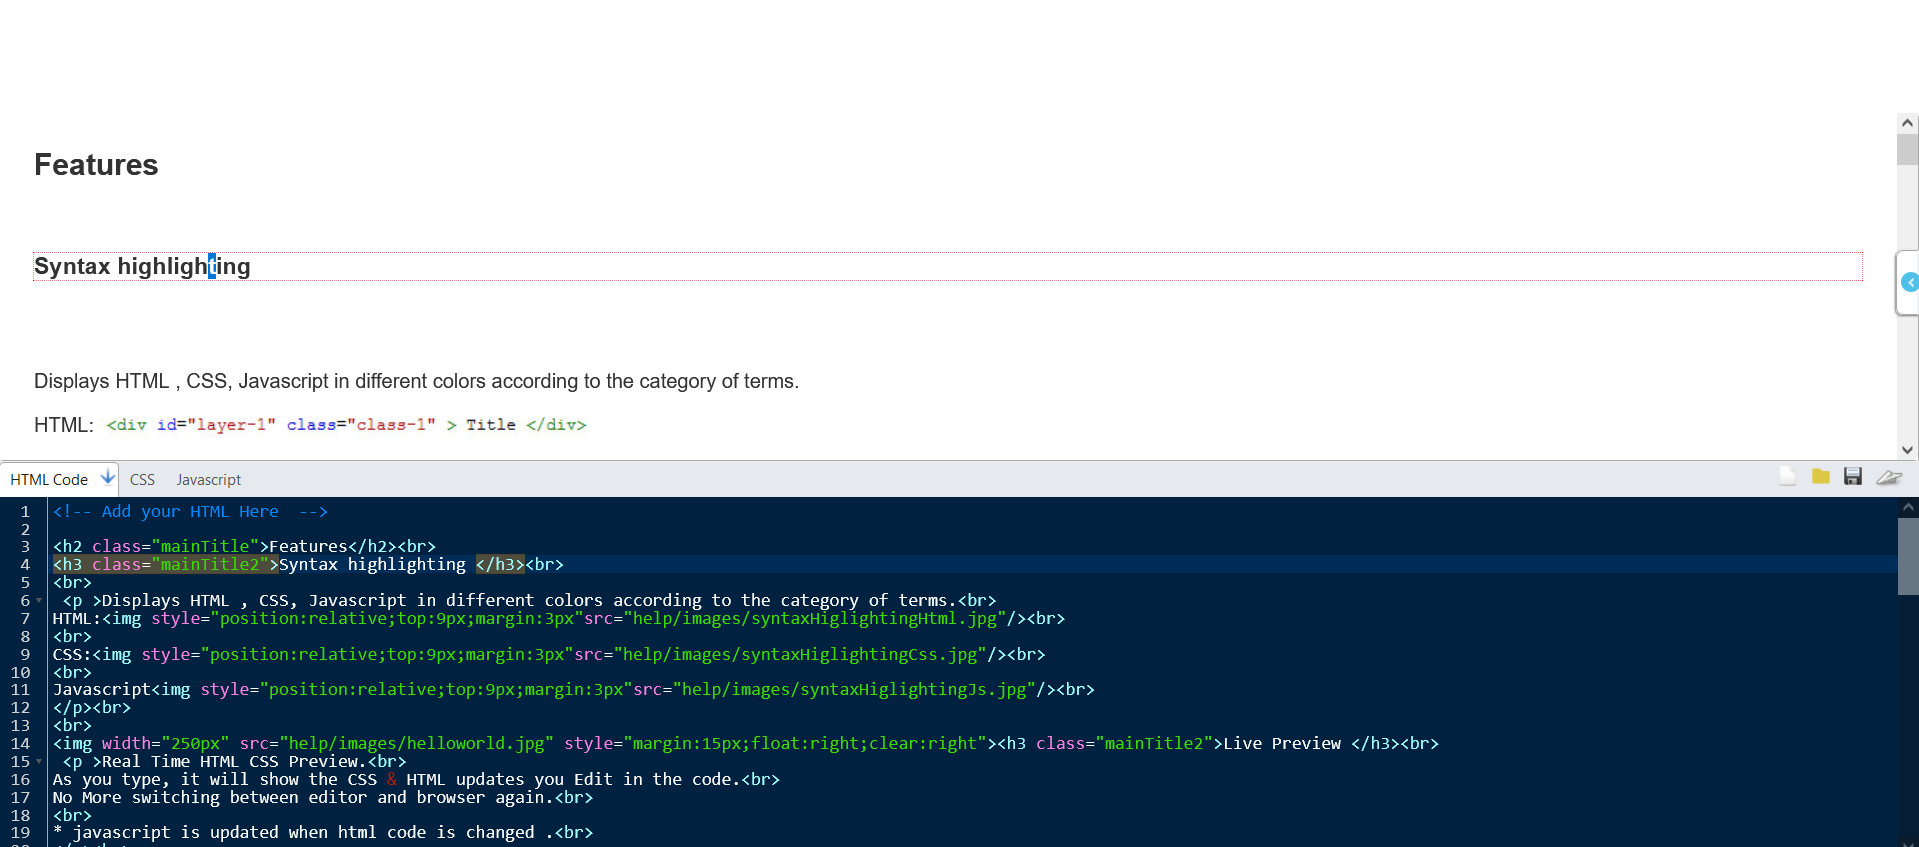 Features
Syntax highlighting
Displays HTML , CSS, Javascript in different colors according to the category of terms.
HTML: <div id="layer-1" class="class-1" > Title </div>
HTML Code CSS Javascript
1 <!-- Add your HTML Here  -->
2
3 <h2 class="mainTitle">Features</h2><br>
4 <h3 class="mainTitle2">Syntax highlighting </h3><br>
5 <br>
6  <p >Displays HTML , CSS, Javascript in different colors according to the category of terms.<br>
7 HTML:<img style="position:relative;top:9px;margin:3px"src="help/images/syntaxHiglightingHtml.jpg"/><br>
8 <br>
9 CSS:<img style="position:relative;top:9px;margin:3px"src="help/images/syntaxHiglightingCss.jpg"/><br>
10 <br>
11 Javascript<img style="position:relative;top:9px;margin:3px"src="help/images/syntaxHiglightingJs.jpg"/><br>
12 </p><br>
13 <br>
14 <img width="250px" src="help/images/helloworld.jpg" style="margin:15px;float:right;clear:right"><h3 class="mainTitle2">Live Preview </h3><br>
15  <p >Real Time HTML CSS Preview.<br>
16 As you type, it will show the CSS & HTML updates you Edit in the code.<br>
17 No More switching between editor and browser again.<br>
18 <br>
19 * javascript is updated when html code is changed .<br>